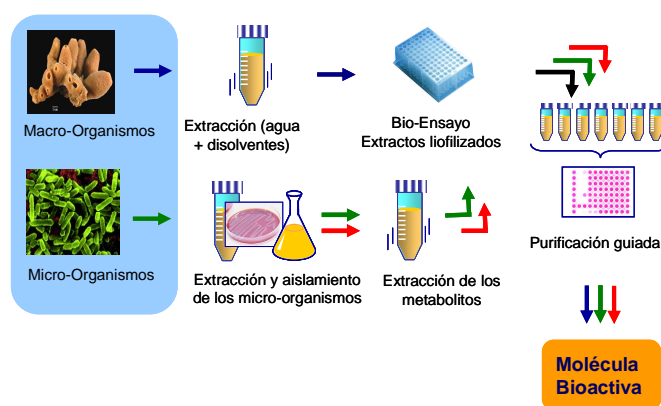 Macro-Organismos
Extracción (agua
+ disolventes)
Bio-Ensayo
Extractos liofilizados
Micro-Organismos
Extracción y aislamiento
de los micro-organismos
Extracción de los
metabolitos
Purificación guiada
Molécula
Bioactiva